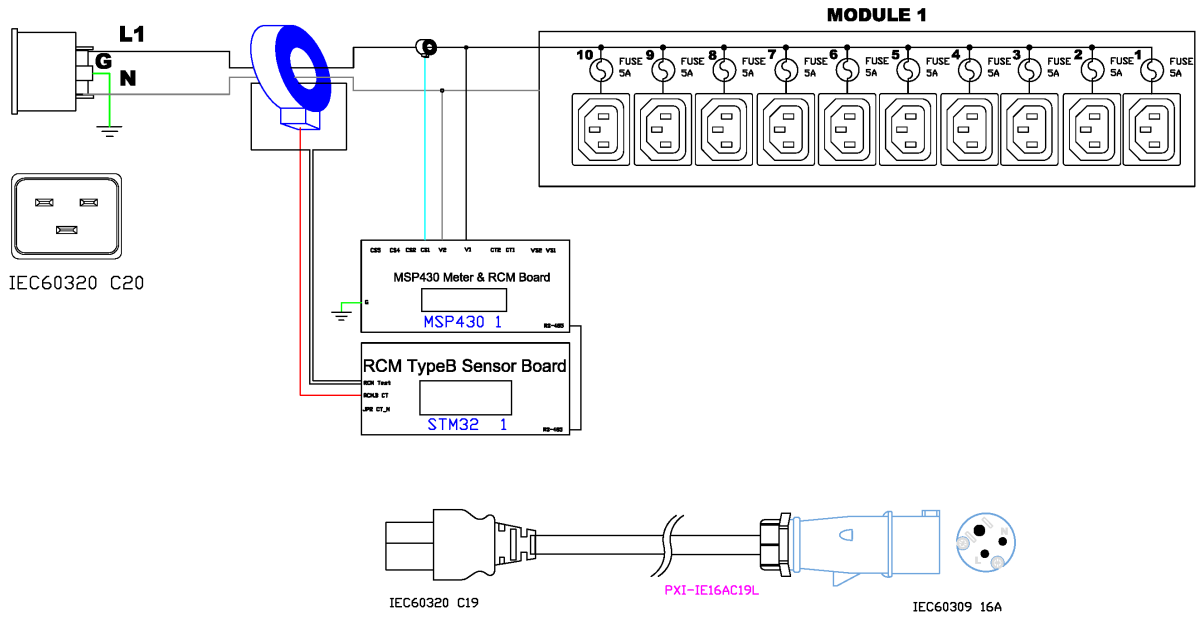 MODULE 1
L1
G
N
10 FUSE 5A
9 FUSE 5A
8 FUSE 5A
7 FUSE 5A
6 FUSE 5A
5 FUSE 5A
4 FUSE 5A
3 FUSE 5A
2 FUSE 5A
1 FUSE 5A
IEC60320 C20
CS3 CS4 CS2 CS1 V2 V1 CT2 CT1 VS2 VS1
MSP430 Meter & RCM Board
G
MSP430 1
RS-485
RCM TypeB Sensor Board
RCM Test
RCM.B CT
JPR CT_N
STM32 1
RS-485
N
L
PXI-IE16AC19L
IEC60320 C19
IEC60309 16A